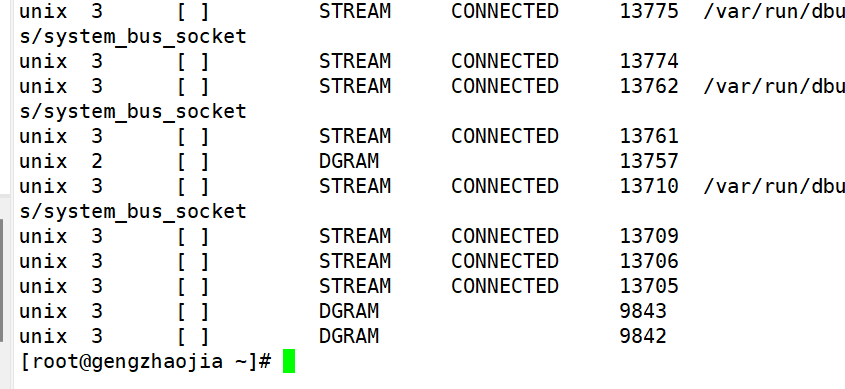 unix  3      [ ]         STREAM     CONNECTED     13775  /var/run/dbu
s/system_bus_socket
unix  3      [ ]         STREAM     CONNECTED     13774
unix  3      [ ]         STREAM     CONNECTED     13762  /var/run/dbu
s/system_bus_socket
unix  3      [ ]         STREAM     CONNECTED     13761
unix  2      [ ]         DGRAM                    13757
unix  3      [ ]         STREAM     CONNECTED     13710  /var/run/dbu
s/system_bus_socket
unix  3      [ ]         STREAM     CONNECTED     13709
unix  3      [ ]         STREAM     CONNECTED     13706
unix  3      [ ]         STREAM     CONNECTED     13705
unix  3      [ ]         DGRAM                    9843
unix  3      [ ]         DGRAM                    9842
[root@gengzhaojia ~]#